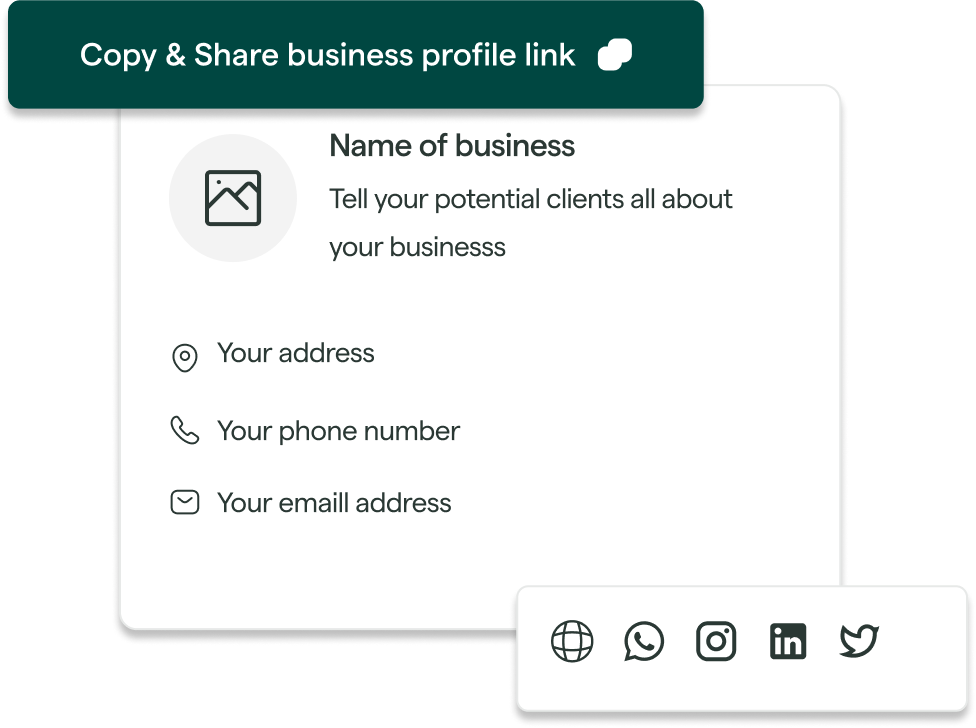 Copy & Share business profile link
Name of business
Tell your potential clients all about
your businesss
Your address
Your phone number
Your emaill address
in